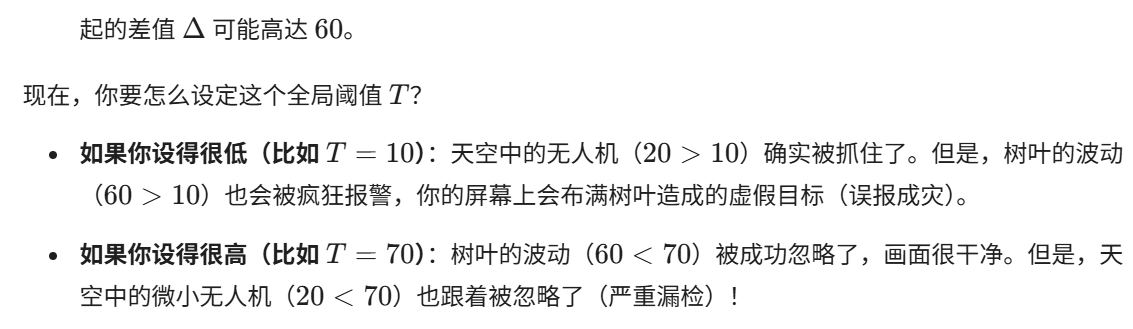 起的差值 Δ 可能高达 60。
现在，你要怎么设定这个全局阈值 T？
• 如果你设得很低（比如 T = 10）：天空中的无人机（20 > 10）确实被抓住了。但是，树叶的波动
（60 > 10）也会被疯狂报警，你的屏幕上会布满树叶造成的虚假目标（误报成灾）。
• 如果你设得很高（比如 T = 70）：树叶的波动（60 < 70）被成功忽略了，画面很干净。但是，天
空中的微小无人机（20 < 70）也跟着被忽略了（严重漏检）！